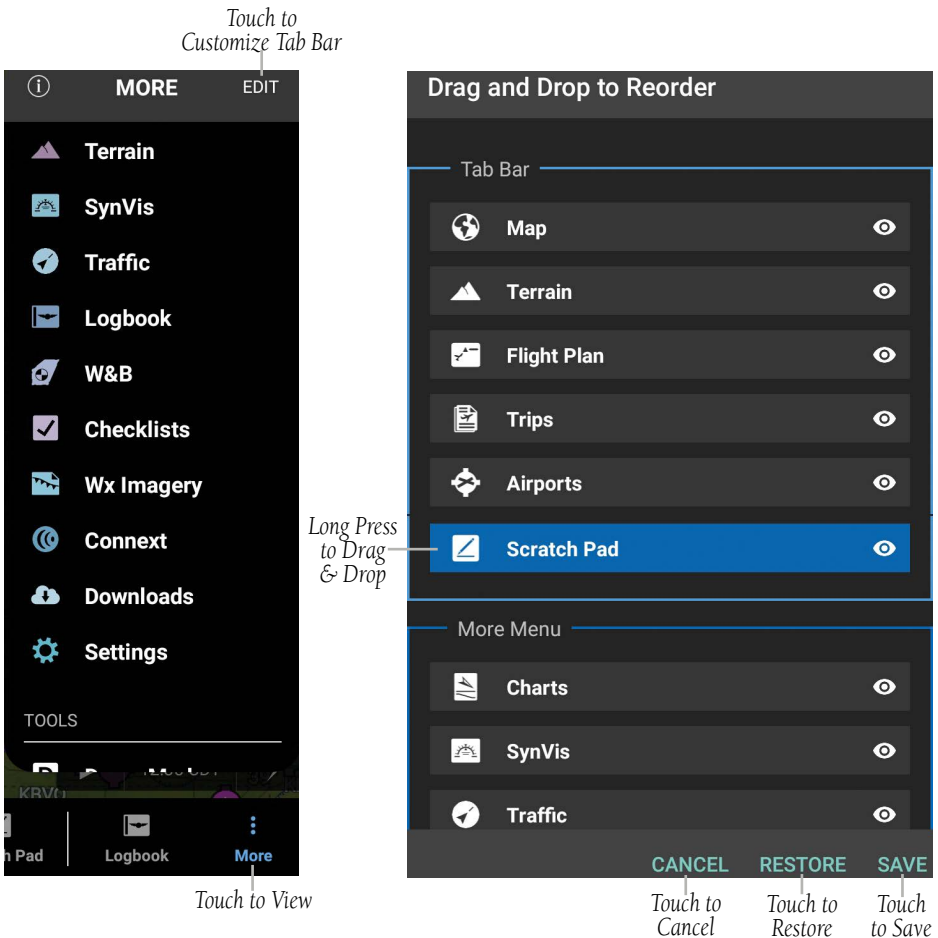 Touch to
Customize Tab Bar
MORE
EDIT
Terrain
SynVis
Traffic
Logbook
W&B
Checklists
Wx Imagery
Connext
Downloads
Settings
TOOLS
KBVO
h Pad
Logbook
More
Touch to View
Drag and Drop to Reorder
Tab Bar
Map
Terrain
Flight Plan
Trips
Airports
Long Press
to Drag
& Drop
Scratch Pad
More Menu
Charts
SynVis
Traffic
CANCEL
RESTORE
SAVE
Touch to
Cancel
Touch to
Restore
Touch
to Save